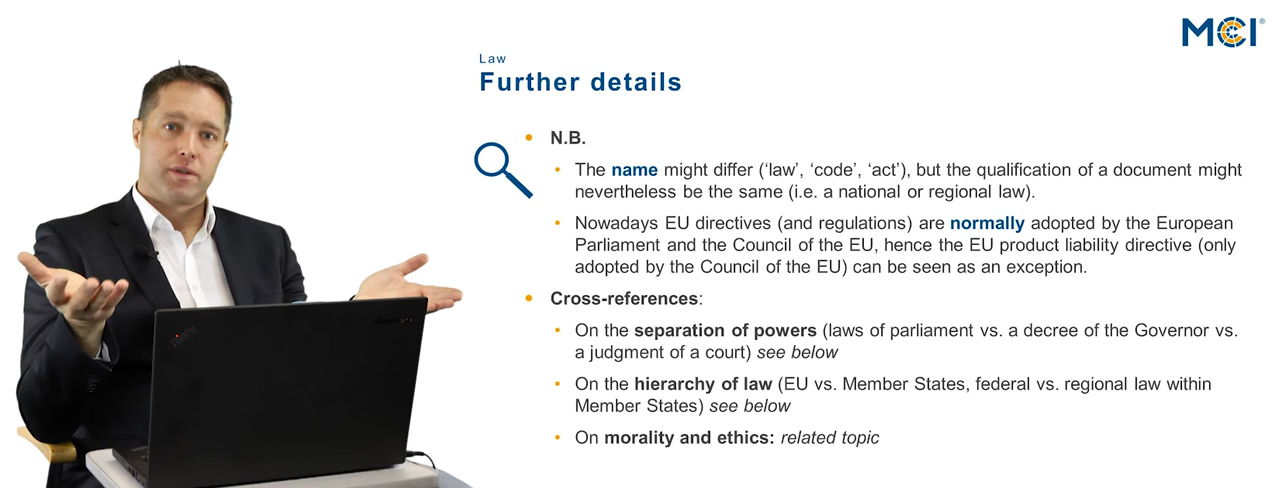 MCI®
Law
Further details
• N.B.
• The name might differ (‘law’, ‘code’, ‘act’), but the qualification of a document might
nevertheless be the same (i.e. a national or regional law).
• Nowadays EU directives (and regulations) are normally adopted by the European
Parliament and the Council of the EU, hence the EU product liability directive (only
adopted by the Council of the EU) can be seen as an exception.
• Cross-references:
• On the separation of powers (laws of parliament vs. a decree of the Governor vs.
a judgment of a court) see below
• On the hierarchy of law (EU vs. Member States, federal vs. regional law within
Member States) see below
• On morality and ethics: related topic